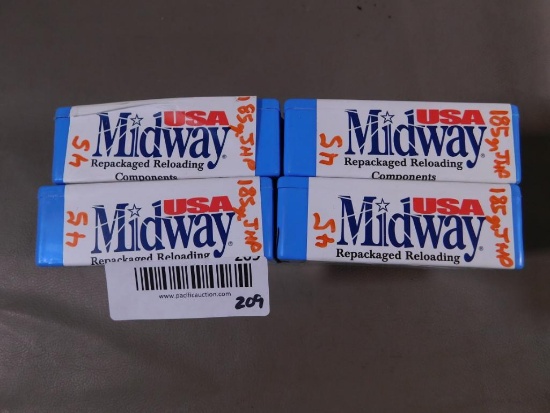 USA
Midway
Repackaged Reloading
Components
45
185gr JHP
USA
Midway
Repackaged Reloading
Components
45
185gr JHP
USA
Midway
Repackaged Reloading
45
185gr JHP
USA
Midway
Repackaged Reloading
45
185gr JHP
209
www.pacificauction.com
209